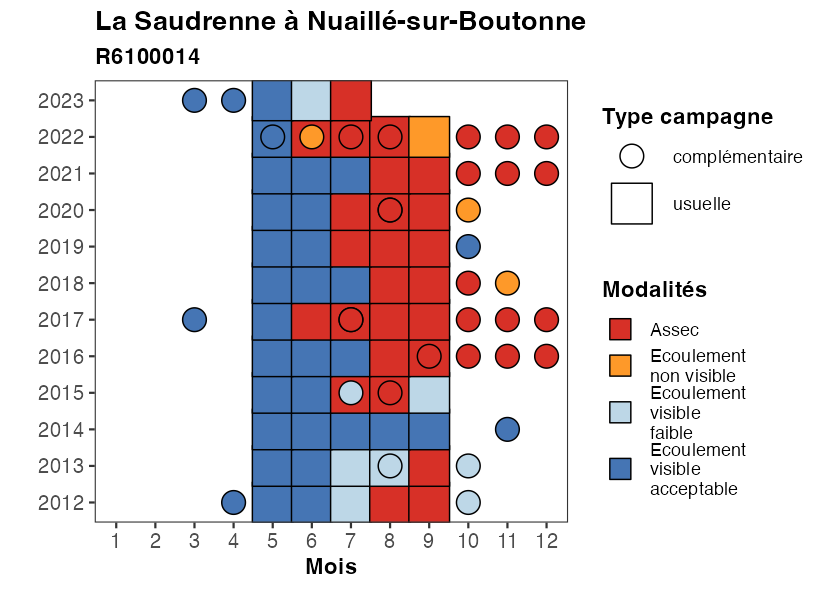 La Saudrenne à Nuaillé-sur-Boutonne
R6100014
2023
2022
2021
2020
2019
2018
2017
2016
2015
2014
2013
2012
1 2 3 4 5 6 7 8 9 10 11 12
Mois
Type campagne
complémentaire
usuelle
Modalités
Assec
Ecoulement
non visible
Ecoulement
visible
faible
Ecoulement
visible
acceptable